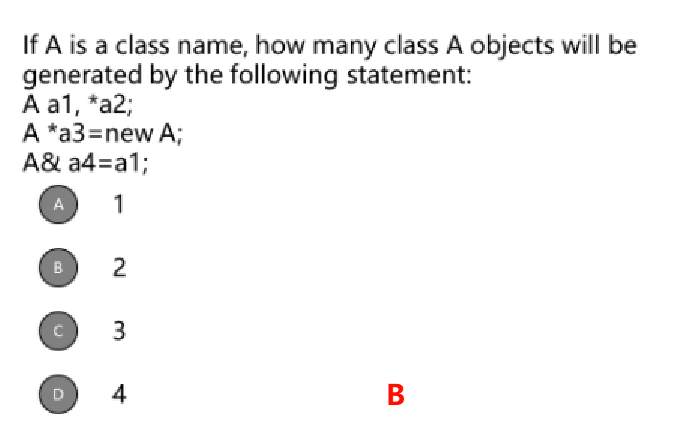 If A is a class name, how many class A objects will be
generated by the following statement:
A a1, *a2;
A *a3=new A;
A& a4=a1;
A 1
B 2
C 3
D 4 B